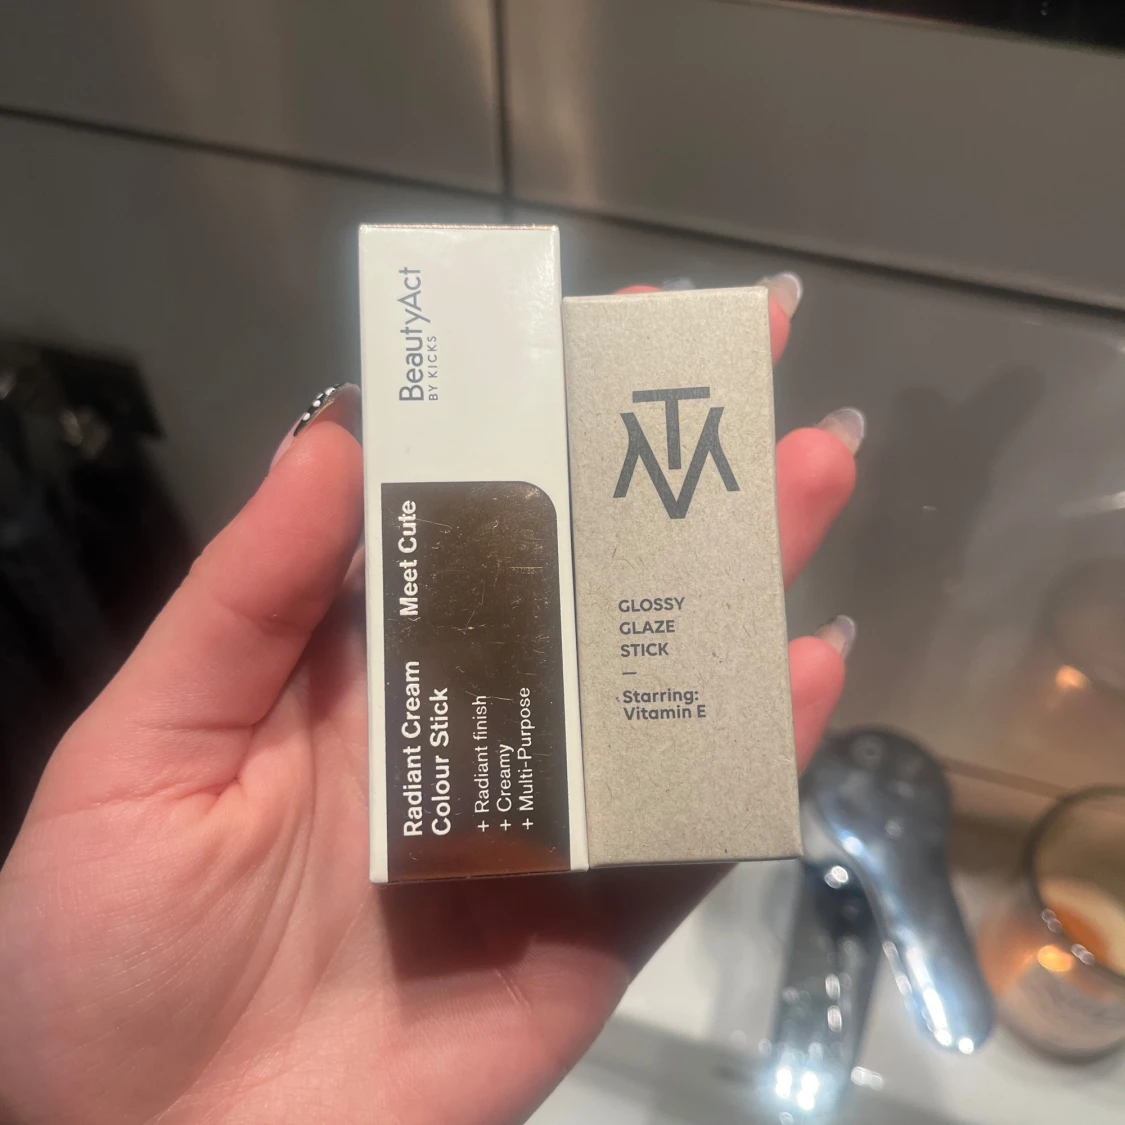 BeautyAct
BY KICKS
Radiant Cream
Colour Stick
Meet Cute
+ Radiant finish
+ Creamy
+ Multi-Purpose
GLOSSY
GLAZE
STICK
—
Starring:
Vitamin E